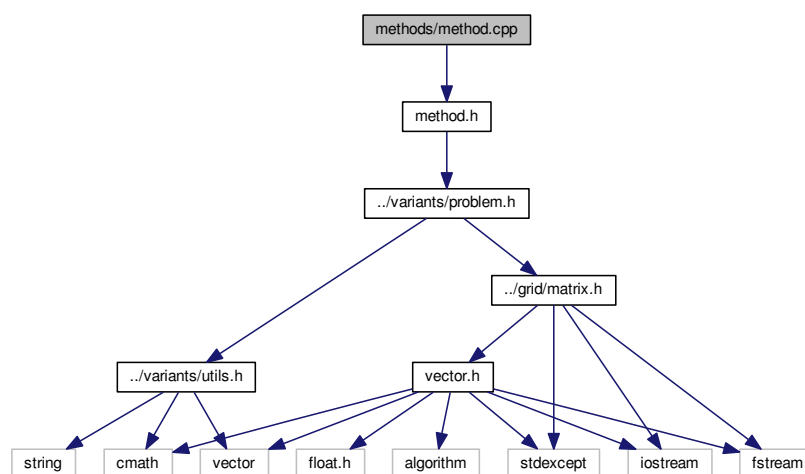 methods/method.cpp
method.h
../variants/problem.h
../grid/matrix.h
../variants/utils.h
vector.h
string
cmath
vector
float.h
algorithm
stdexcept
iostream
fstream